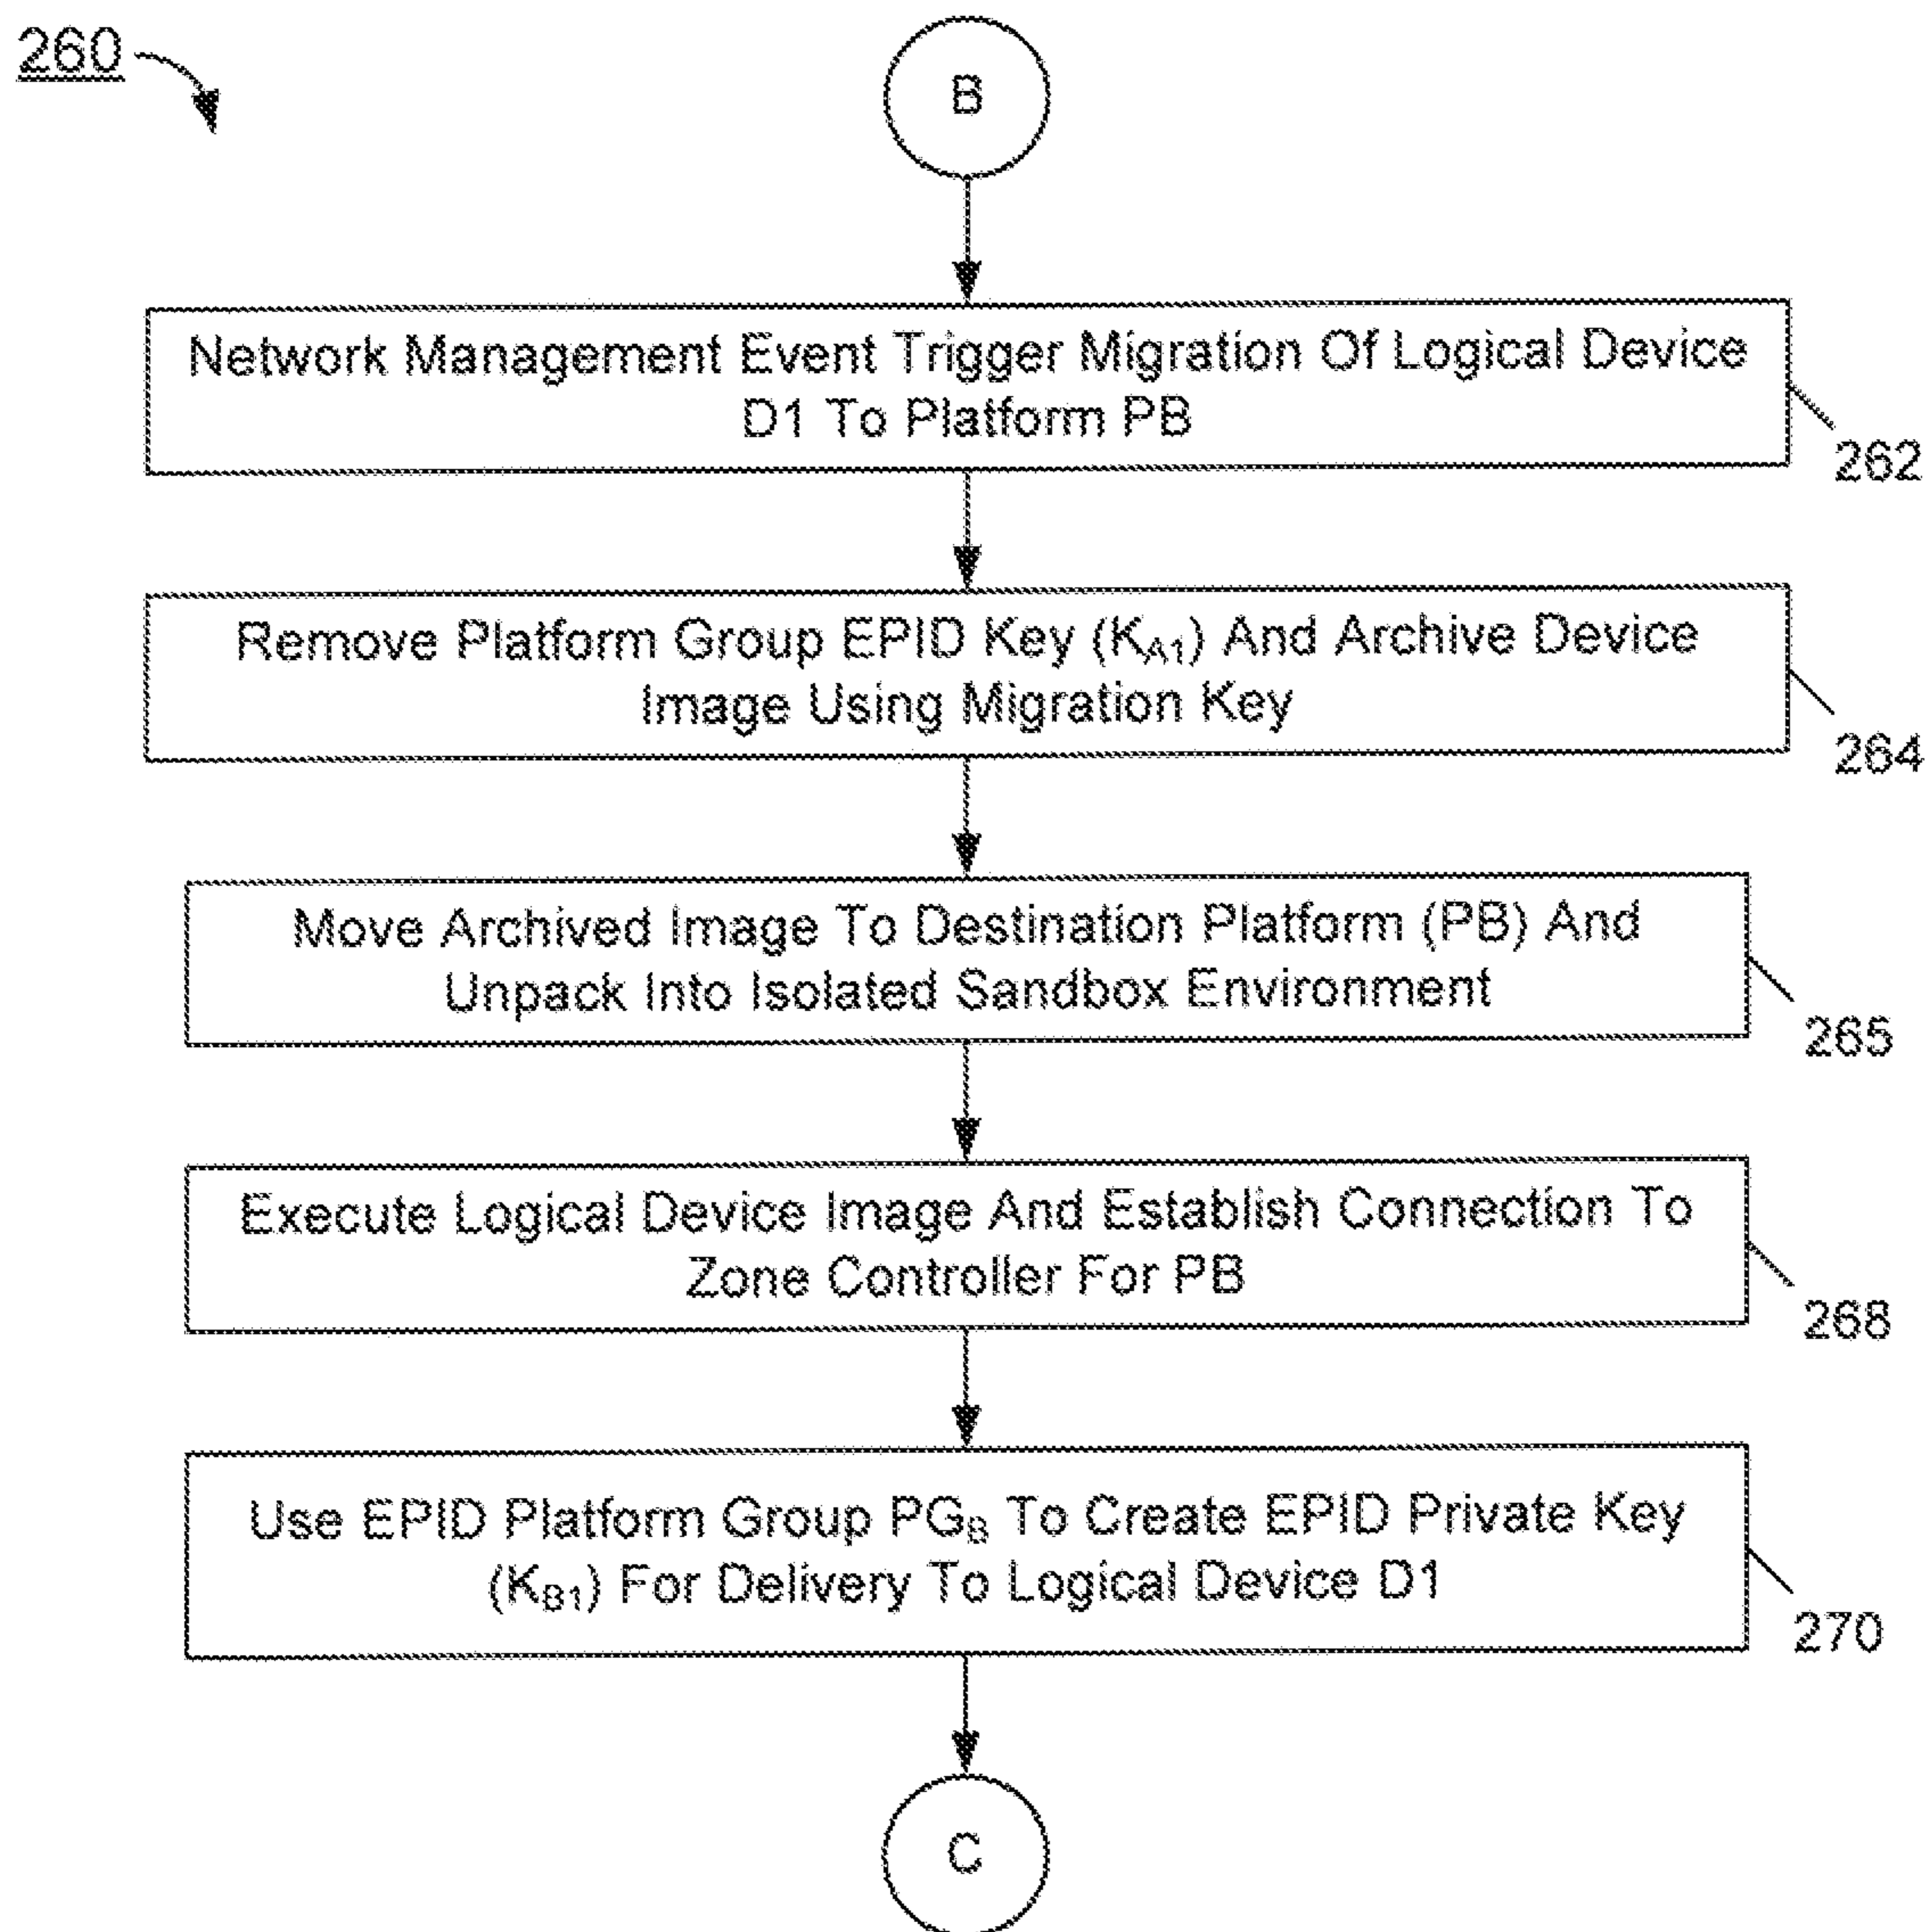 260
B
Network Management Event Trigger Migration Of Logical Device
D1 To Platform PB
262
Remove Platform Group EPID Key (K_A1) And Archive Device
Image Using Migration Key
264
Move Archived Image To Destination Platform (PB) And
Unpack Into Isolated Sandbox Environment
265
Execute Logical Device Image And Establish Connection To
Zone Controller For PB
268
Use EPID Platform Group PG_B To Create EPID Private Key
(K_B1) For Delivery To Logical Device D1
270
C